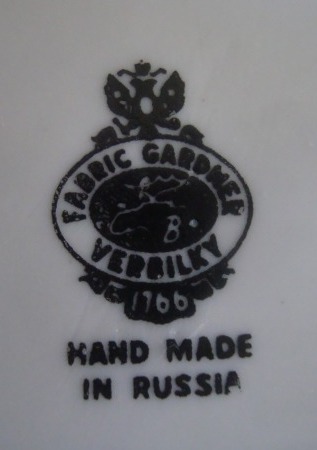 FABRIC GARDNER
B
VERBILKY
1766
HAND MADE
IN RUSSIA